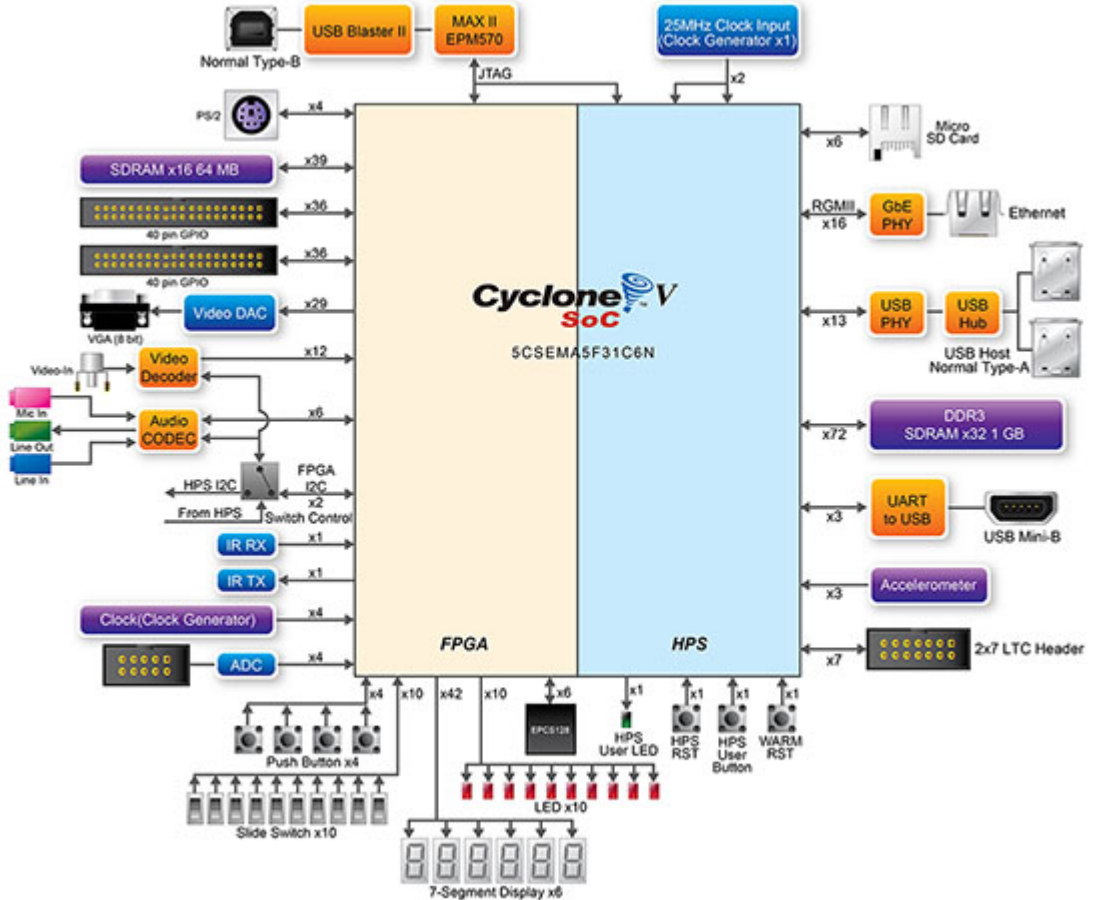 Normal Type-B
USB Blaster II
MAX II
EPM570
25MHz Clock Input
(Clock Generator x1)
JTAG
x2
PS/2
x4
SDRAM x16 64 MB
x39
x36
40 pin GPIO
x36
40 pin GPIO
Video DAC
x29
VGA (8 bit)
Video-In
Video
Decoder
x12
Mic In
Line Out
Line In
Audio
CODEC
x6
HPS I2C
From HPS
FPGA
I2C
x2
Switch Control
IR RX
x1
IR TX
x1
Clock(Clock Generator)
x4
ADC
x4
Cyclone V
SoC
5CSEMA5F31C6N
FPGA
HPS
x6
Micro
SD Card
RGMII
x16
GbE
PHY
Ethernet
x13
USB
PHY
USB
Hub
USB Host
Normal Type-A
x72
DDR3
SDRAM x32 1 GB
x3
UART
to USB
USB Mini-B
x3
Accelerometer
x7
2x7 LTC Header
x4
x10
x42
x10
x6
x1
x1
x1
x1
Push Button x4
EPCS128
HPS
User LED
HPS
RST
HPS
User
Button
WARM
RST
Slide Switch x10
LED x10
7-Segment Display x6